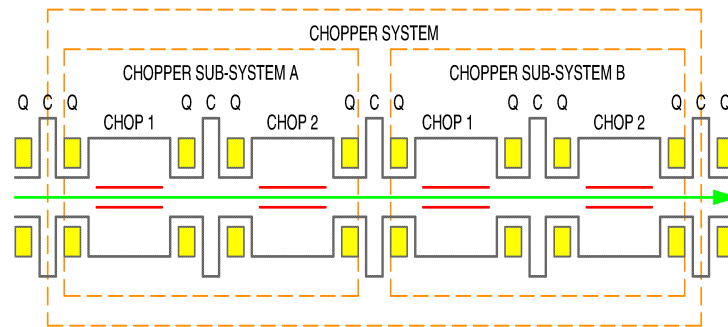 CHOPPER SYSTEM
CHOPPER SUB-SYSTEM A CHOPPER SUB-SYSTEM B
Q C Q Q C Q Q C Q Q C Q Q C Q
CHOP 1 CHOP 2 CHOP 1 CHOP 2